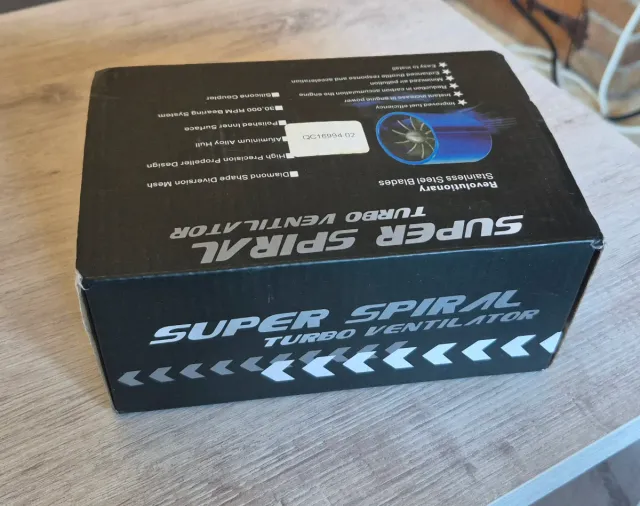 SUPER SPIRAL
TURBO VENTILATOR
Revolutionary
Stainless Steel Blades
Diamond Shape Diversion Mesh
High Precision Propeller Design
Aluminium Alloy Hull
Polished Inner Surface
30,000 RPM Bearing System
Silicone Coupler
QC16994-02
Improved fuel efficiency
Instant increase in engine power
Reduction in carbon accumulation the engine
Minimized air pollution
Enhanced throttle response and acceleration
Easy to install
SUPER SPIRAL
TURBO VENTILATOR